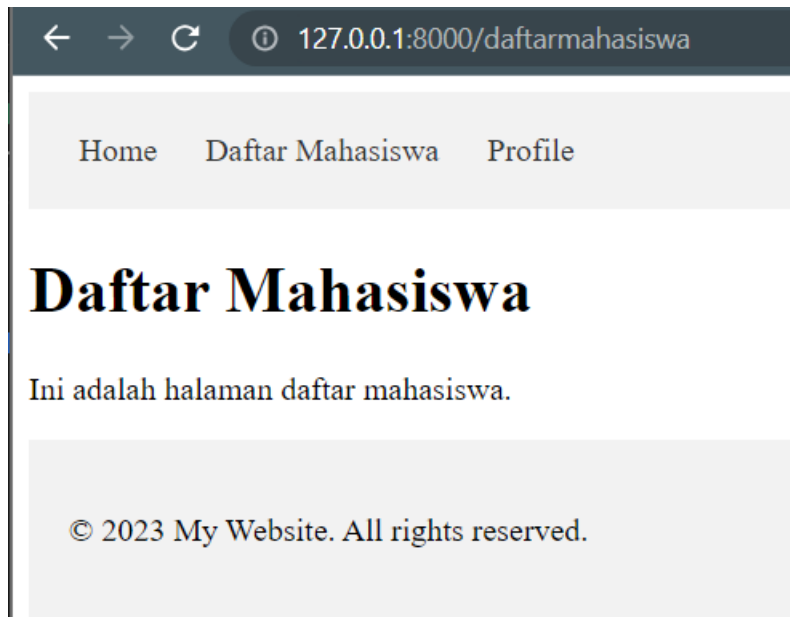 127.0.0.1:8000/daftarmahasiswa
Home Daftar Mahasiswa Profile
Daftar Mahasiswa
Ini adalah halaman daftar mahasiswa.
© 2023 My Website. All rights reserved.